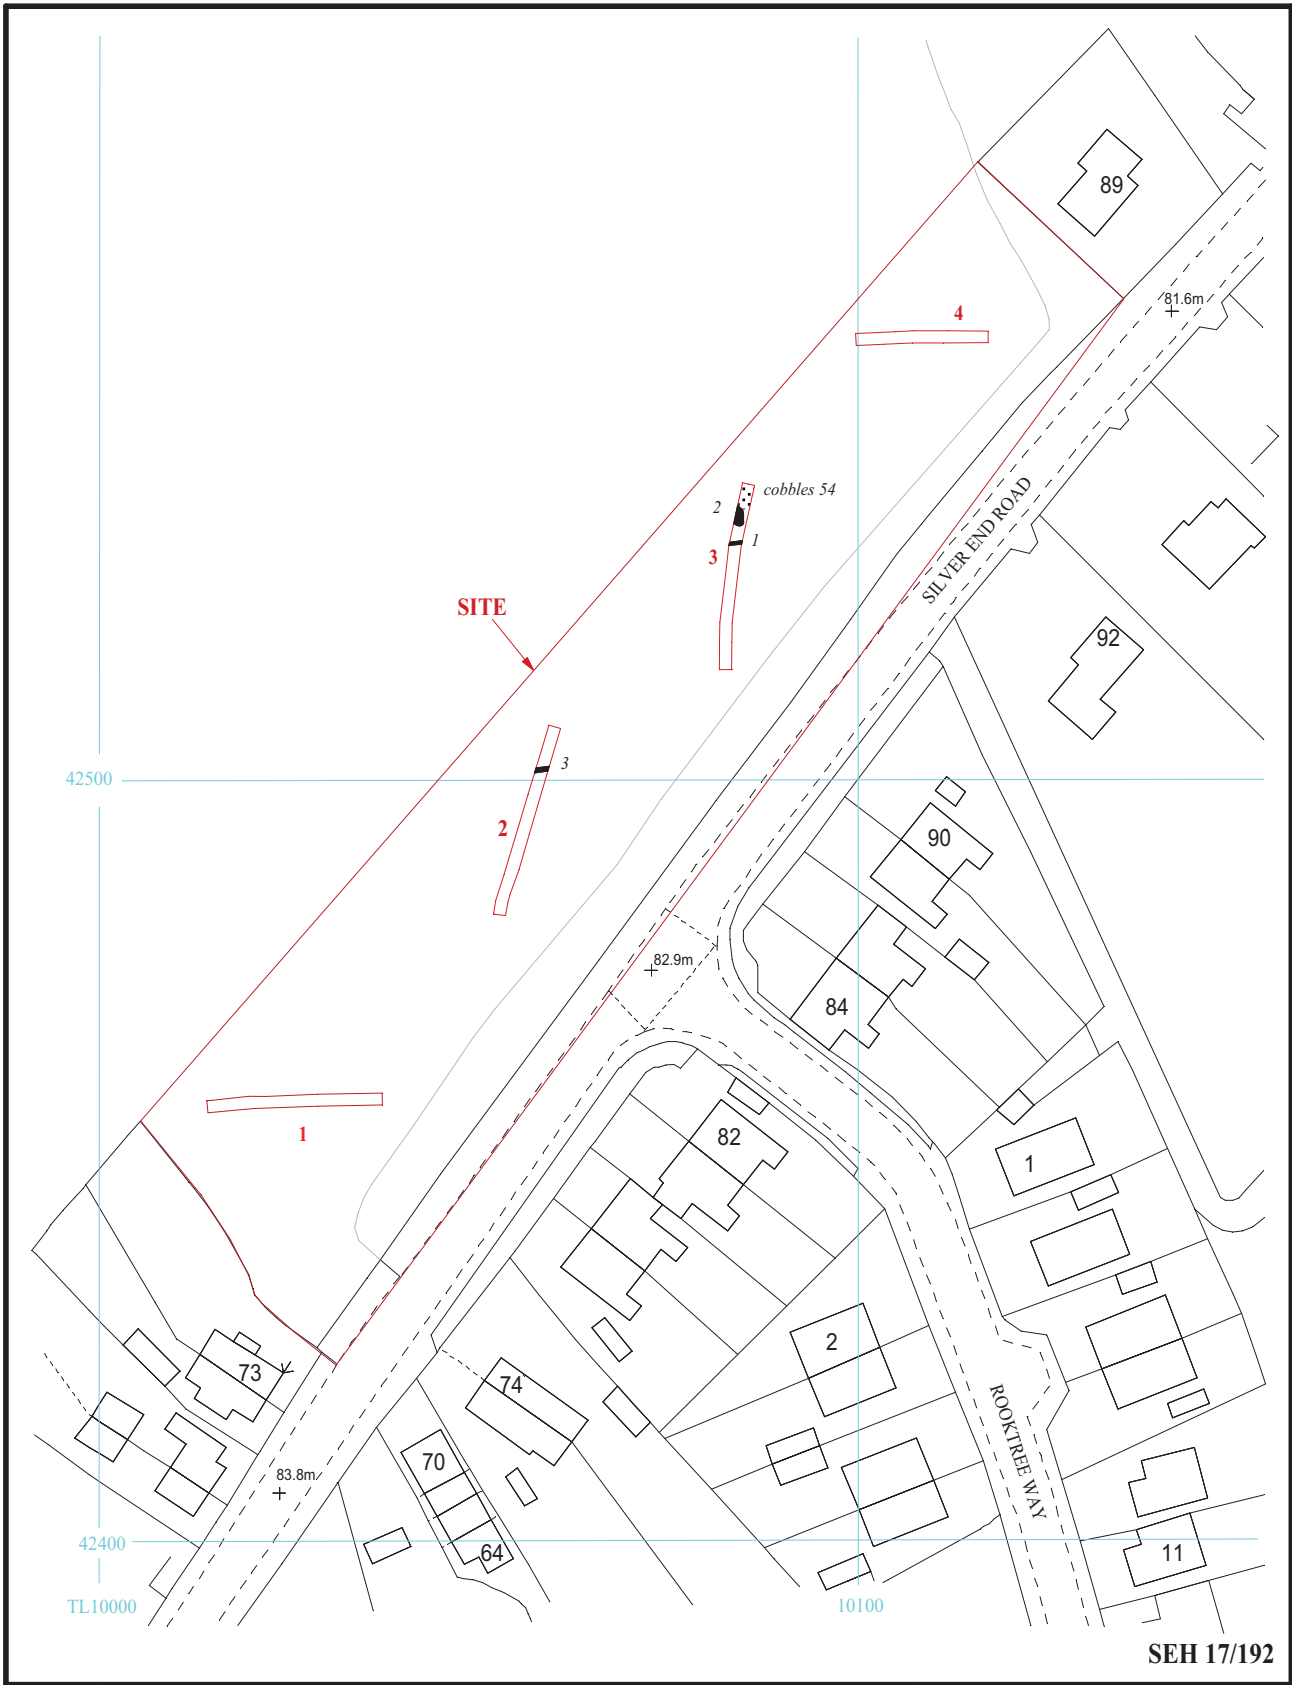 89
81.6m
4
cobbles 54
2
1
3
SILVER END ROAD
SITE
92
3
42500
2
90
82.9m
84
1
82
1
2
73
74
ROOKTREE WAY
70
83.8m
64
11
42400
TL10000
10100
SEH 17/192